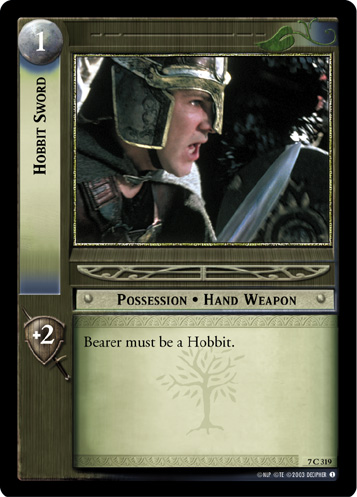 1
HOBBIT SWORD
POSSESSION • HAND WEAPON
+2
Bearer must be a Hobbit.
7 C 319
©NLP ©TE ©2003 DECIPHER